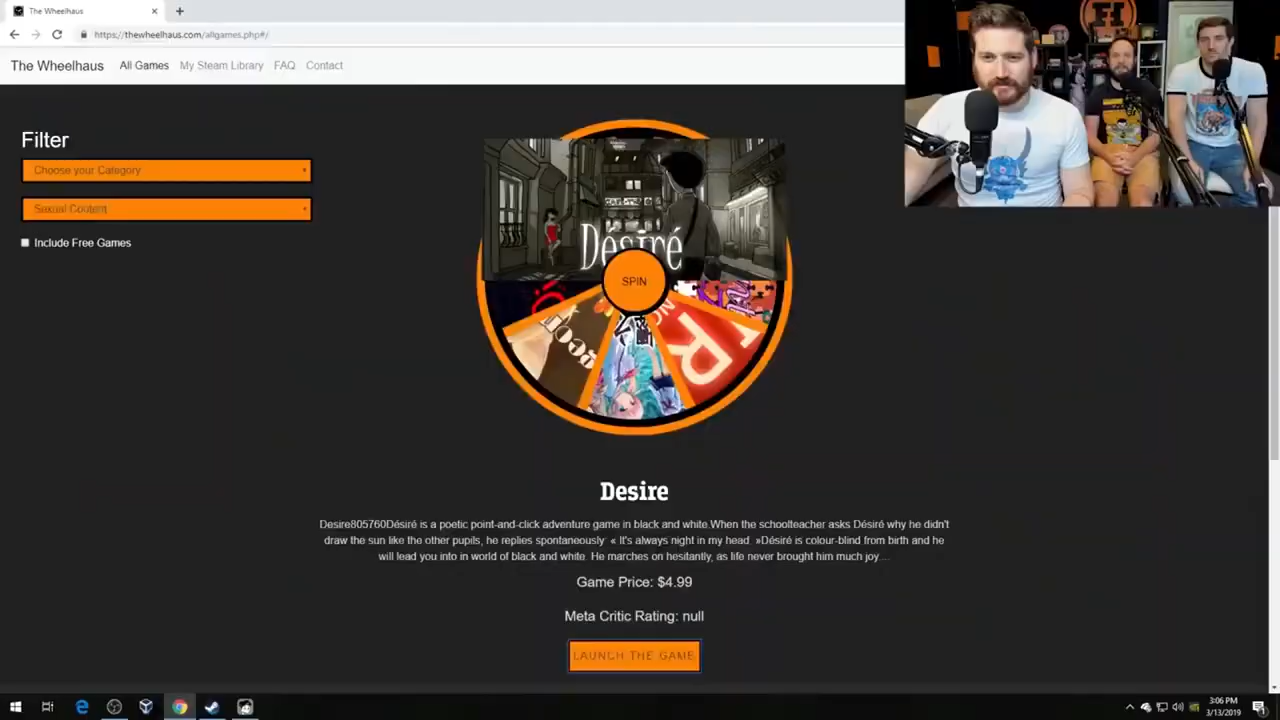 The Wheelhaus
https://thewheelhaus.com/allgames.php#/
The Wheelhaus All Games My Steam Library FAQ Contact
Filter
Choose your Category
Sexual Content
Include Free Games
Désiré
SPIN
Desire
Desire805760Désiré is a poetic point-and-click adventure game in black and white.When the schoolteacher asks Désiré why he didn't
draw the sun like the other pupils, he replies spontaneously: « It's always night in my head. »Désiré is colour-blind from birth and he
will lead you into in world of black and white. He marches on hesitantly, as life never brought him much joy....
Game Price: $4.99
Meta Critic Rating: null
LAUNCH THE GAME
3:06 PM
3/13/2019